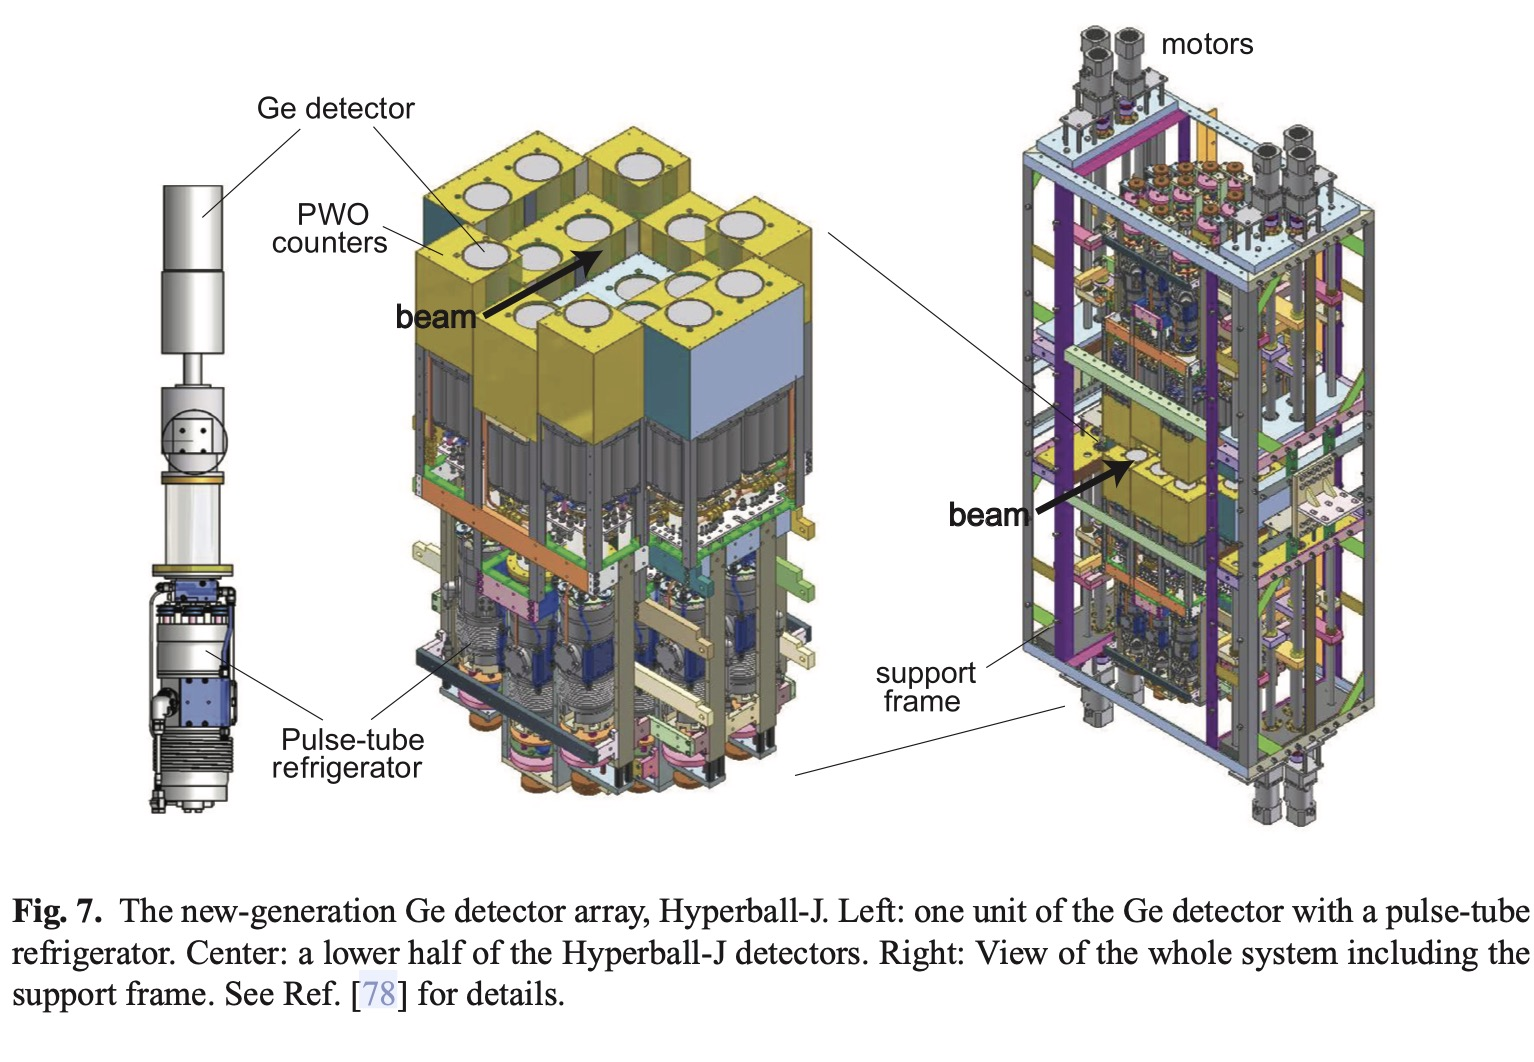 motors
Ge detector
PWO
counters
beam
beam
support
frame
Pulse-tube
refrigerator
Fig. 7. The new-generation Ge detector array, Hyperball-J. Left: one unit of the Ge detector with a pulse-tube
refrigerator. Center: a lower half of the Hyperball-J detectors. Right: View of the whole system including the
support frame. See Ref. [78] for details.